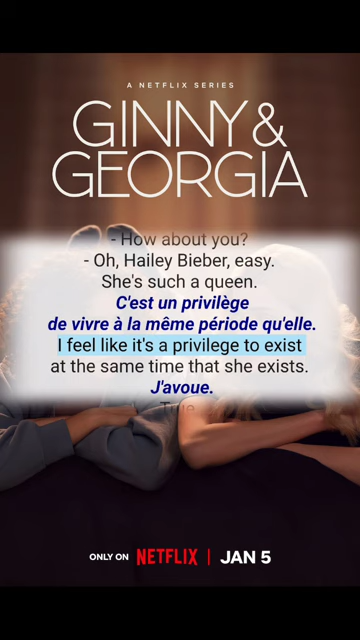 A NETFLIX SERIES
GINNY &
GEORGIA
- How about you?
- Oh, Hailey Bieber, easy.
She's such a queen.
C'est un privilège
de vivre à la même période qu'elle.
I feel like it's a privilege to exist
at the same time that she exists.
J'avoue.
True
ONLY ON NETFLIX | JAN 5